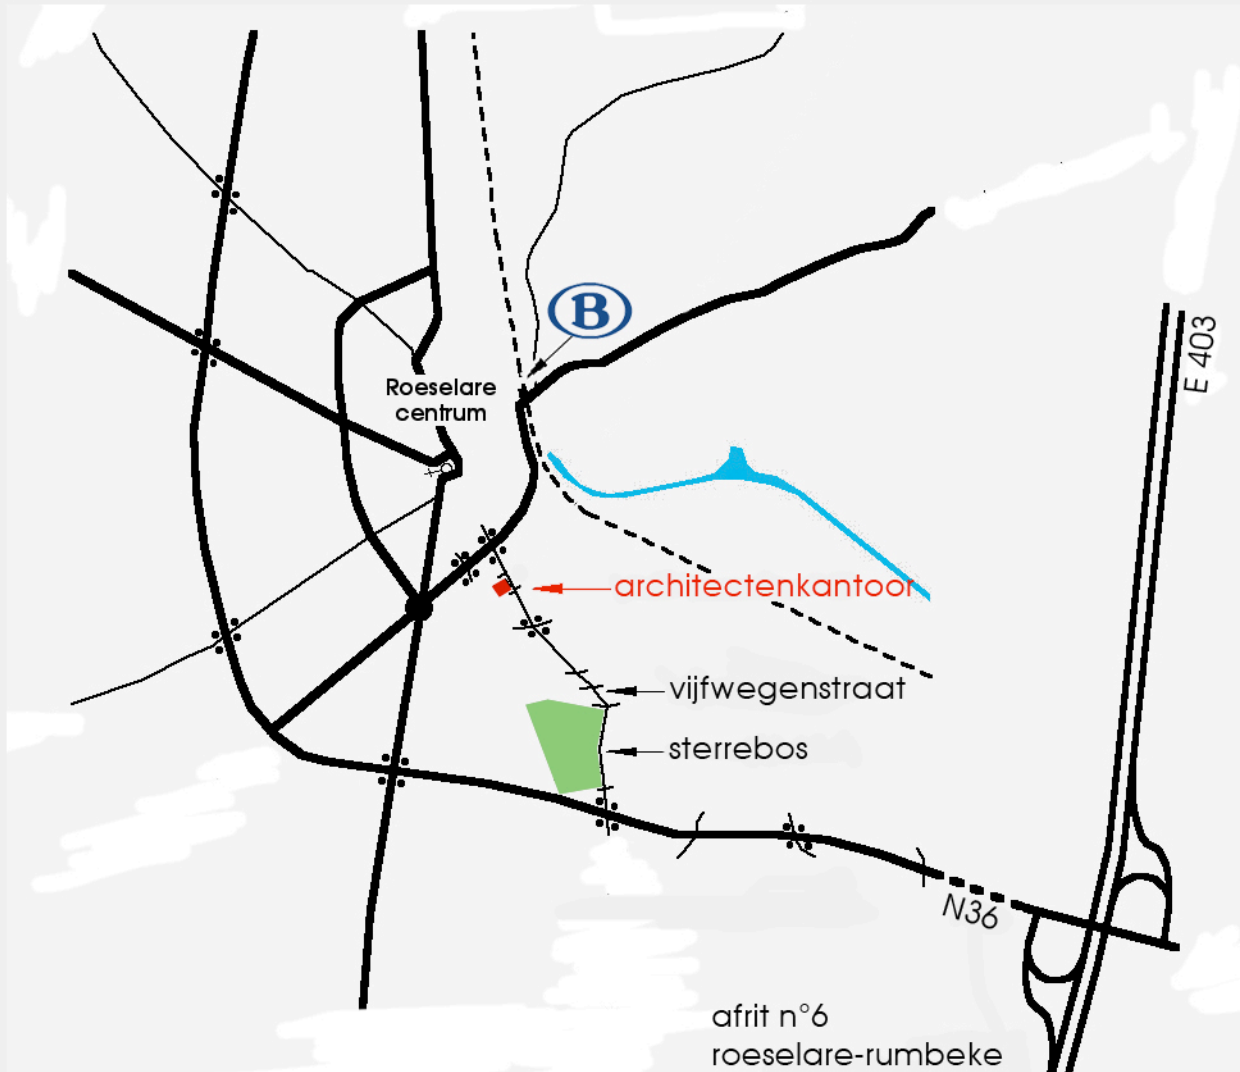 E 403
B
Roeselare
centrum
architectenkantoor
vijfwegenstraat
sterrebos
N36
afrit n°6
roeselare-rumbeke